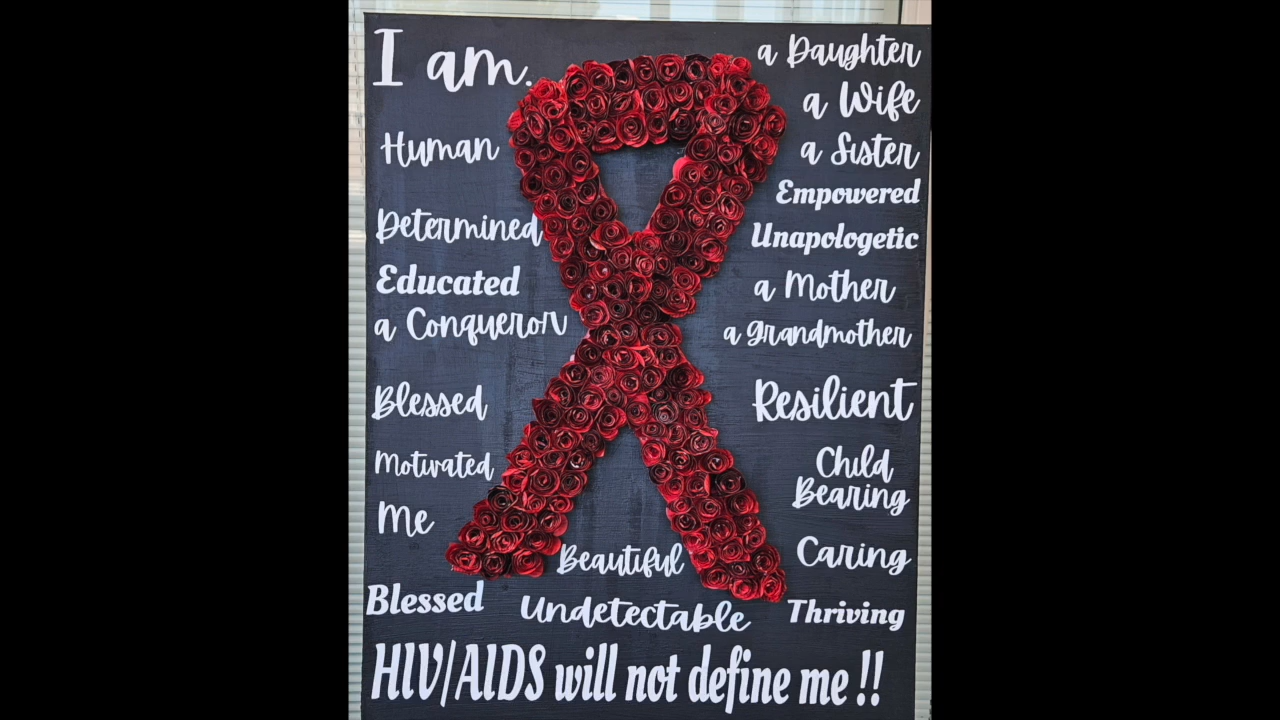 I am.
Human
Determined
Educated
a Conqueror
Blessed
Motivated
Me
Blessed
a Daughter
a Wife
a Sister
Empowered
Unapologetic
a Mother
a grandmother
Resilient
Child
Bearing
Caring
Thriving
Beautiful
Undetectable
HIV/AIDS will not define me !!